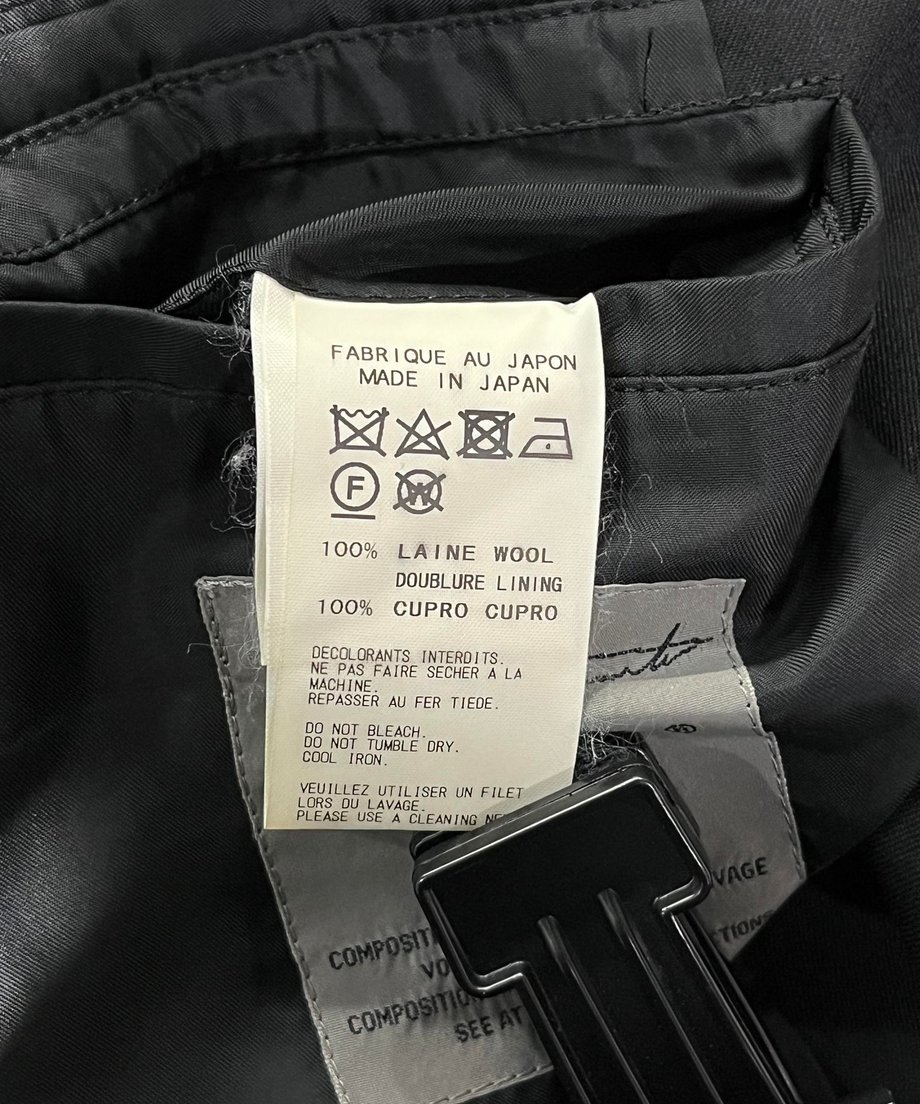 FABRIQUE AU JAPON
MADE IN JAPAN
F
W
100% LAINE WOOL
DOUBLURE LINING
100% CUPRO CUPRO
DECOLORANTS INTERDITS.
NE PAS FAIRE SECHER A LA
MACHINE.
REPASSER AU FER TIEDE.
DO NOT BLEACH.
DO NOT TUMBLE DRY.
COOL IRON.
VEUILLEZ UTILISER UN FILET
LORS DU LAVAGE.
PLEASE USE A CLEANING
SEE AT